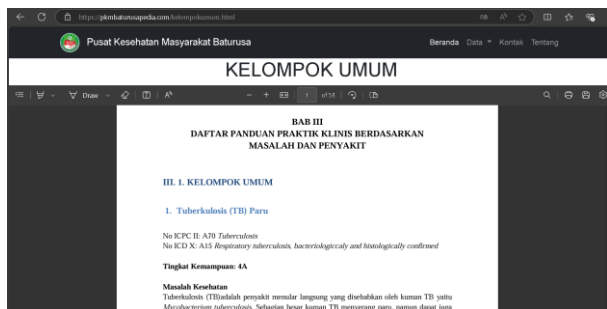 https://pkmbaturusapedia.com/kelompokumum.html
Pusat Kesehatan Masyarakat Baturusa
Beranda Data Kontak Tentang
KELOMPOK UMUM
Draw
1 of 58
BAB III
DAFTAR PANDUAN PRAKTIK KLINIS BERDASARKAN
MASALAH DAN PENYAKIT
III. 1. KELOMPOK UMUM
1. Tuberkulosis (TB) Paru
No ICPC II: A70 Tuberculosis
No ICD X: A15 Respiratory tuberculosis, bacteriologiccaly and histologically confirmed
Tingkat Kemampuan: 4A
Masalah Kesehatan
Tuberkulosis (TB)adalah penyakit menular langsung yang disebabkan oleh kuman TB yaitu
Mycobacterium tuberculosis. Sebagian besar kuman TB menyerang paru, namun dapat juga